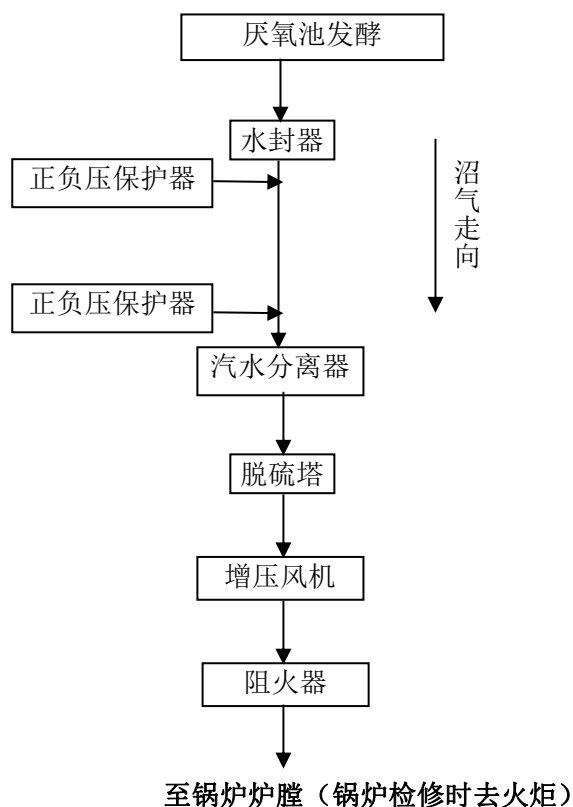 厌氧池发酵
水封器
正负压保护器
沼气走向
正负压保护器
汽水分离器
脱硫塔
增压风机
阻火器
至锅炉炉膛（锅炉检修时去火炬）